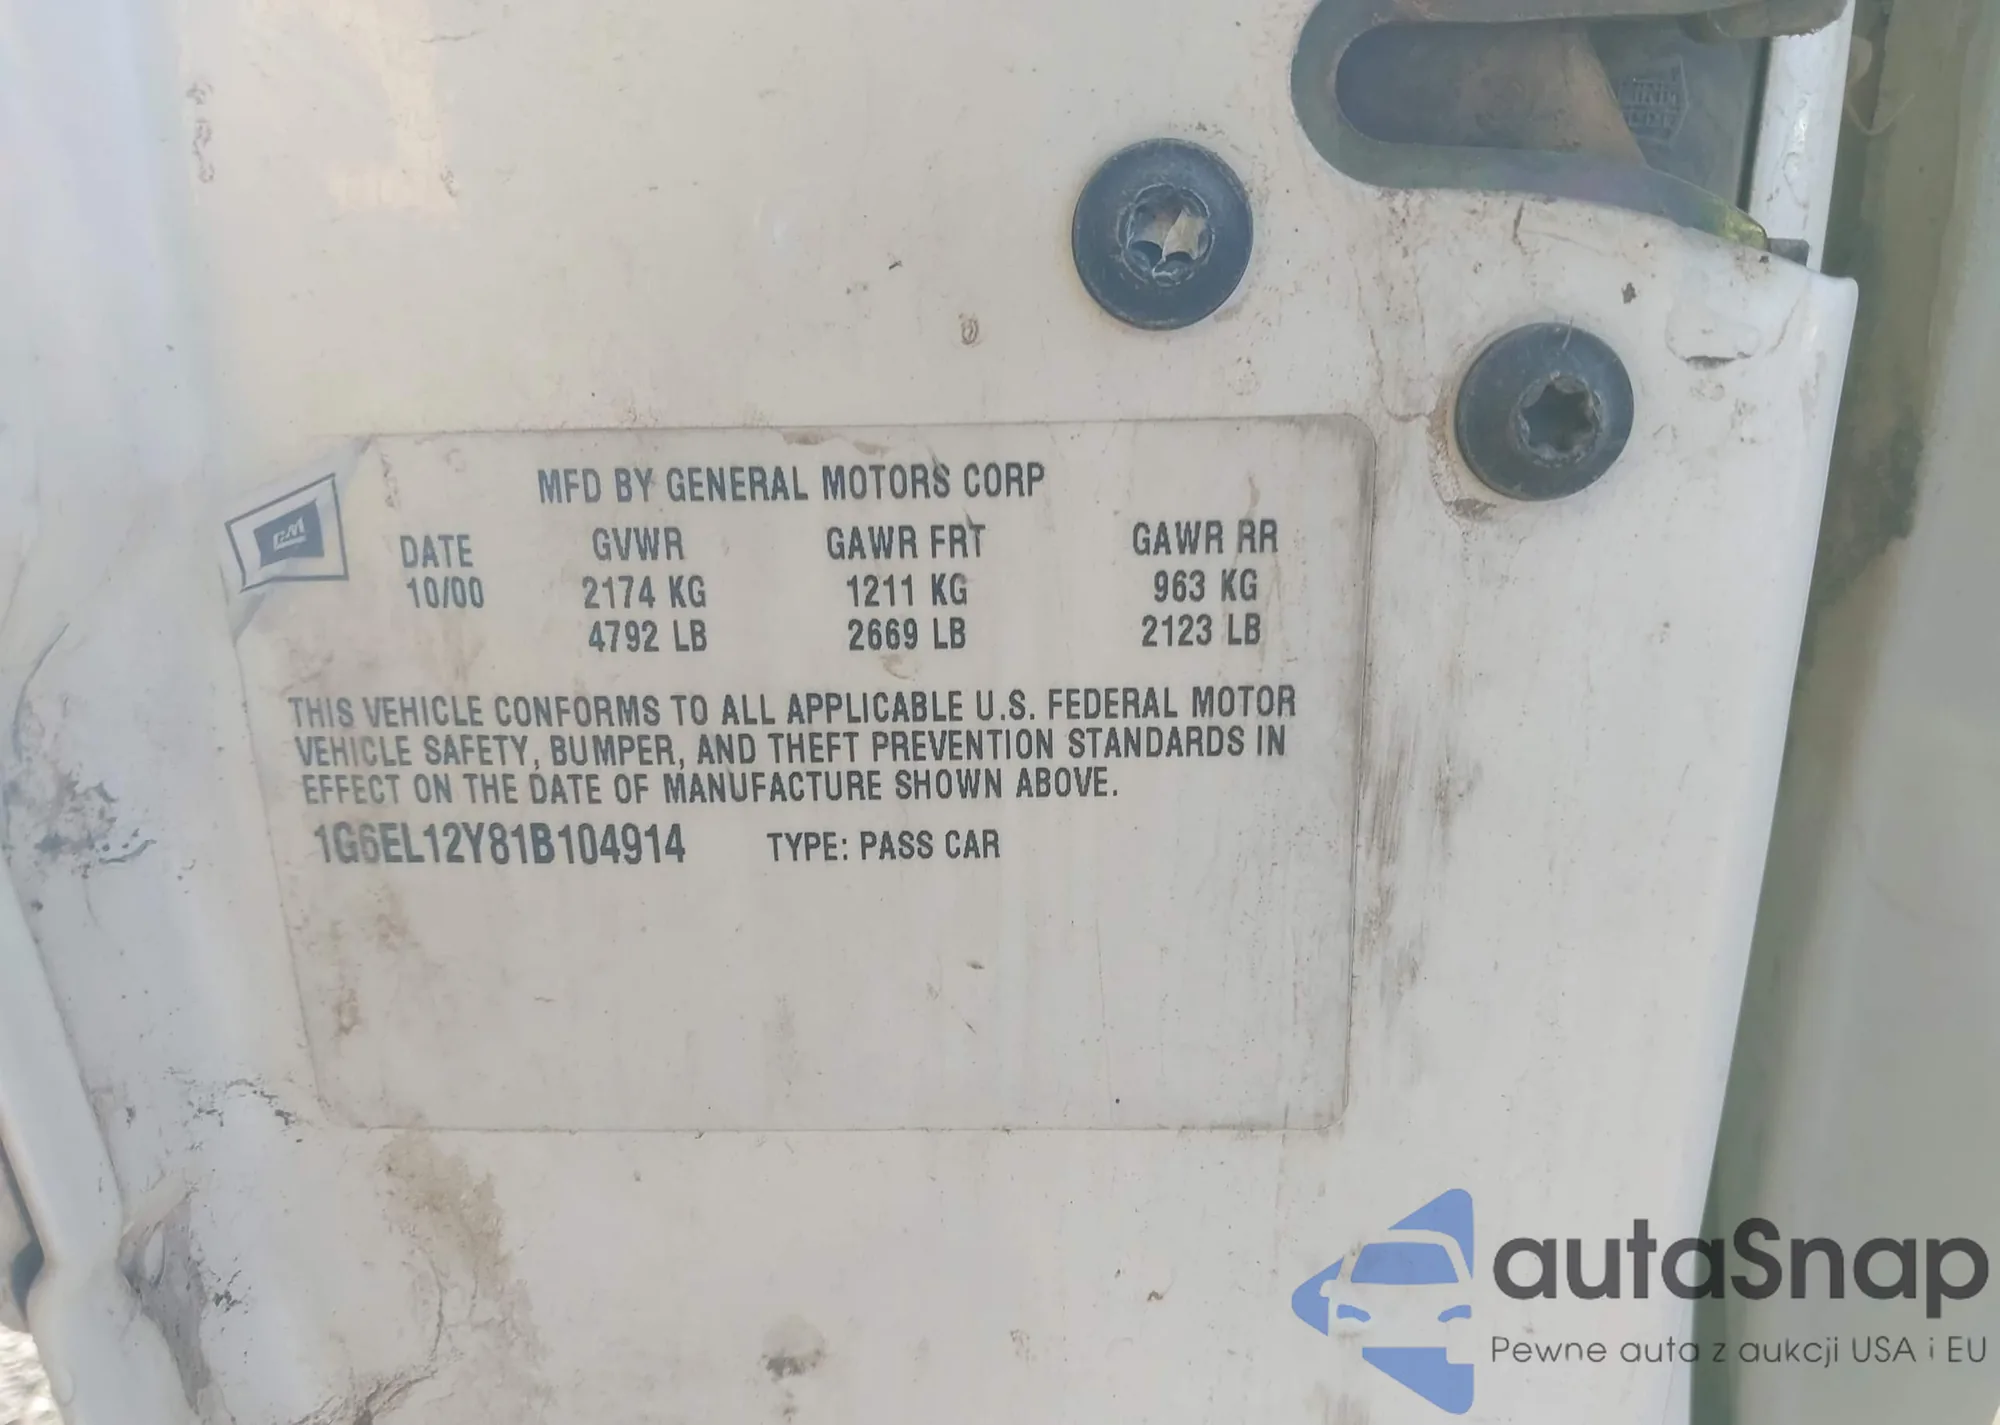 MFD BY GENERAL MOTORS CORP
GM
DATE GVWR GAWR FRT GAWR RR
10/00 2174 KG 1211 KG 963 KG
4792 LB 2669 LB 2123 LB
THIS VEHICLE CONFORMS TO ALL APPLICABLE U.S. FEDERAL MOTOR
VEHICLE SAFETY, BUMPER, AND THEFT PREVENTION STANDARDS IN
EFFECT ON THE DATE OF MANUFACTURE SHOWN ABOVE.
1G6EL12Y81B104914 TYPE: PASS CAR
autaSnap
Pewne auta z aukcji USA i EU